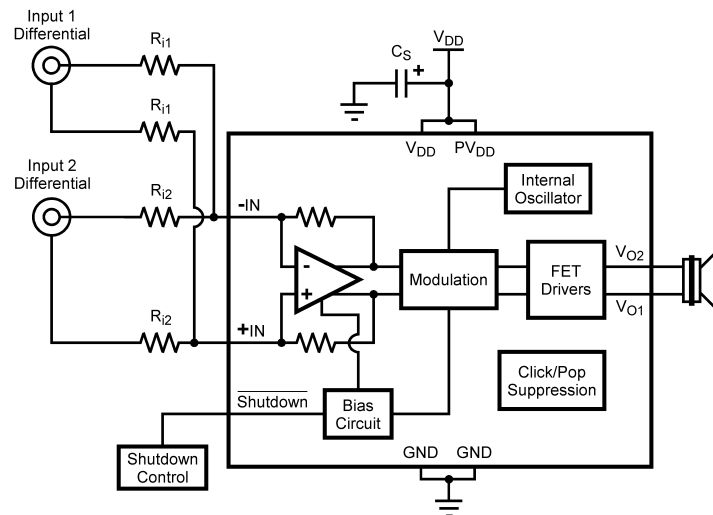 Input 1
Differential
Ri1
CS
+
VDD
Ri1
VDD
PVDD
Input 2
Differential
Ri2
-IN
Internal
Oscillator
-
+
Modulation
FET
Drivers
VO2
VO1
Ri2
+IN
Shutdown
Bias
Circuit
Click/Pop
Suppression
Shutdown
Control
GND
GND